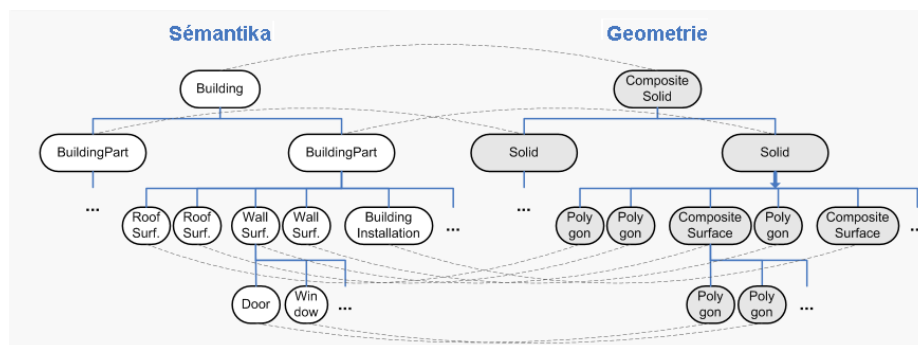 Sémantika Geometrie
Building
Composite
Solid
BuildingPart BuildingPart Solid Solid
... ...
Roof
Surf.
Roof
Surf.
Wall
Surf.
Wall
Surf.
Building
Installation
...
Poly
gon
Poly
gon
Composite
Surface
Poly
gon
Composite
Surface
...
Door
Win
dow
...
Poly
gon
Poly
gon
...